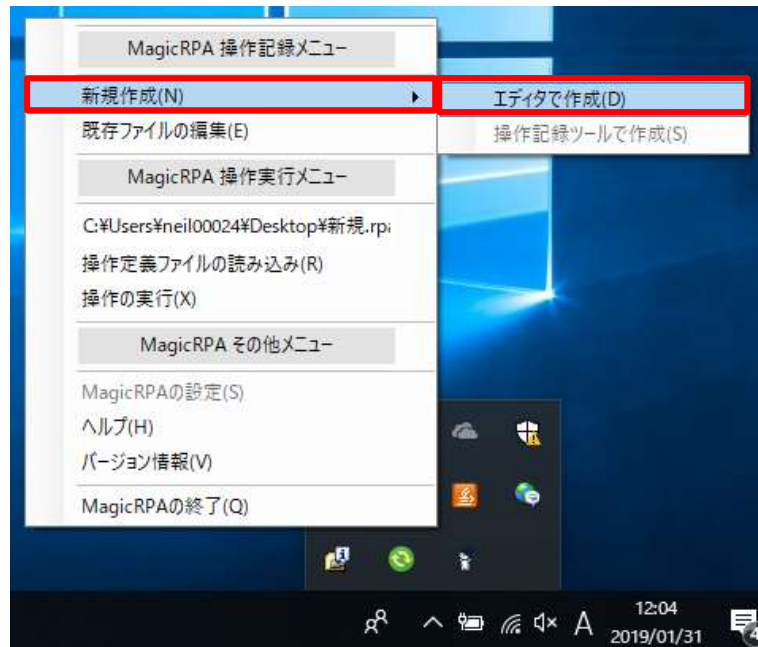 MagicRPA 操作記録メニュー
新規作成(N)
エディタで作成(D)
既存ファイルの編集(E)
操作記録ツールで作成(S)
MagicRPA 操作実行メニュー
C:¥Users¥neil00024¥Desktop¥新規.rpa
操作定義ファイルの読み込み(R)
操作の実行(X)
MagicRPA その他メニュー
MagicRPAの設定(S)
ヘルプ(H)
バージョン情報(V)
MagicRPAの終了(Q)
A
12:04
2019/01/31
4